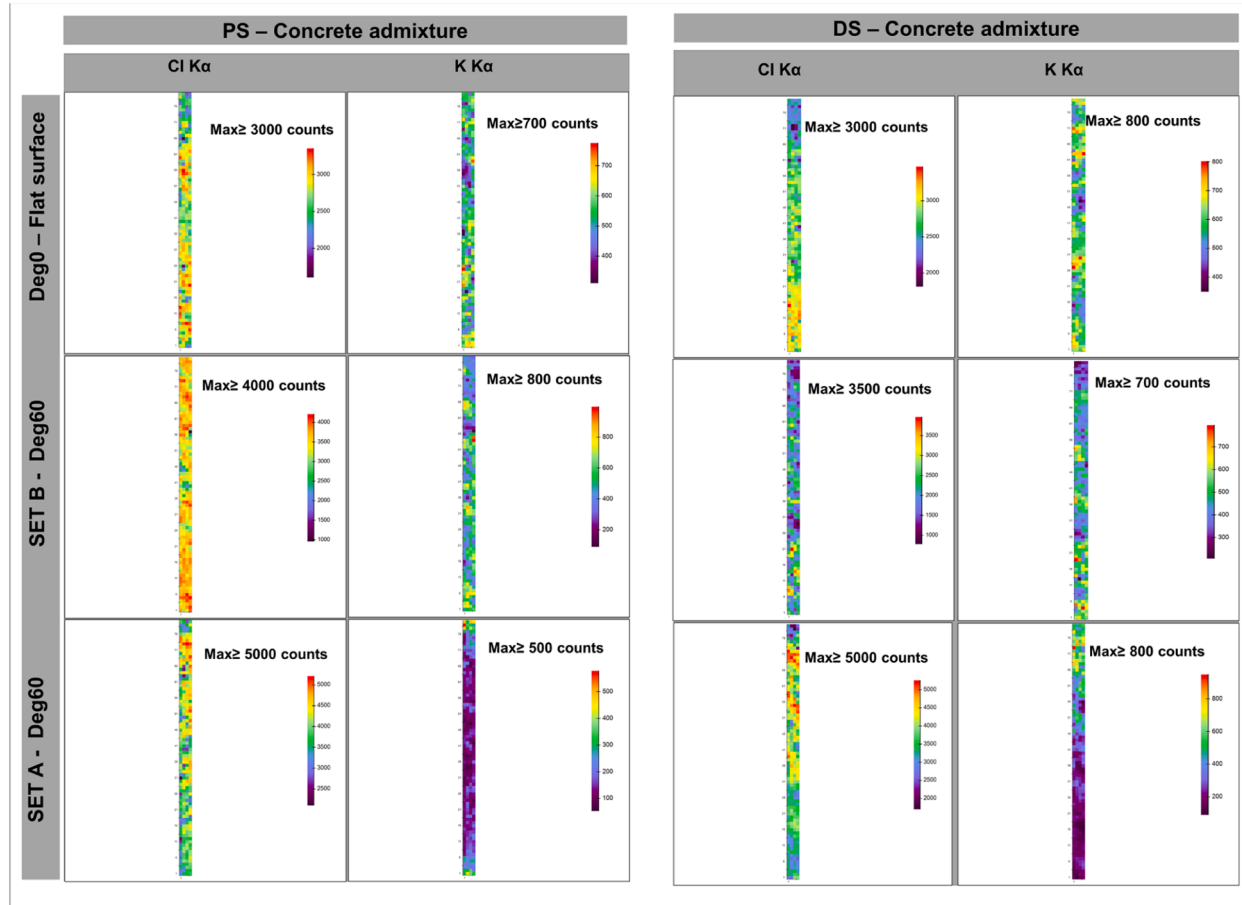 PS – Concrete admixture
DS – Concrete admixture
Cl Kα
K Kα
Cl Kα
K Kα
Deg0 – Flat surface
Max≥ 3000 counts
3000
2500
2000
Max≥700 counts
700
600
500
400
Max≥ 3000 counts
3000
2500
2000
Max≥ 800 counts
800
700
600
500
400
SET B - Deg60
Max≥ 4000 counts
4000
3500
3000
2500
2000
1500
1000
Max≥ 800 counts
800
600
400
200
Max≥ 3500 counts
3500
3000
2500
2000
1500
1000
Max≥ 700 counts
700
600
500
400
300
SET A - Deg60
Max≥ 5000 counts
5000
4500
4000
3500
3000
2500
Max≥ 500 counts
500
400
300
200
100
Max≥ 5000 counts
5000
4500
4000
3500
3000
2500
2000
Max≥ 800 counts
800
600
400
200